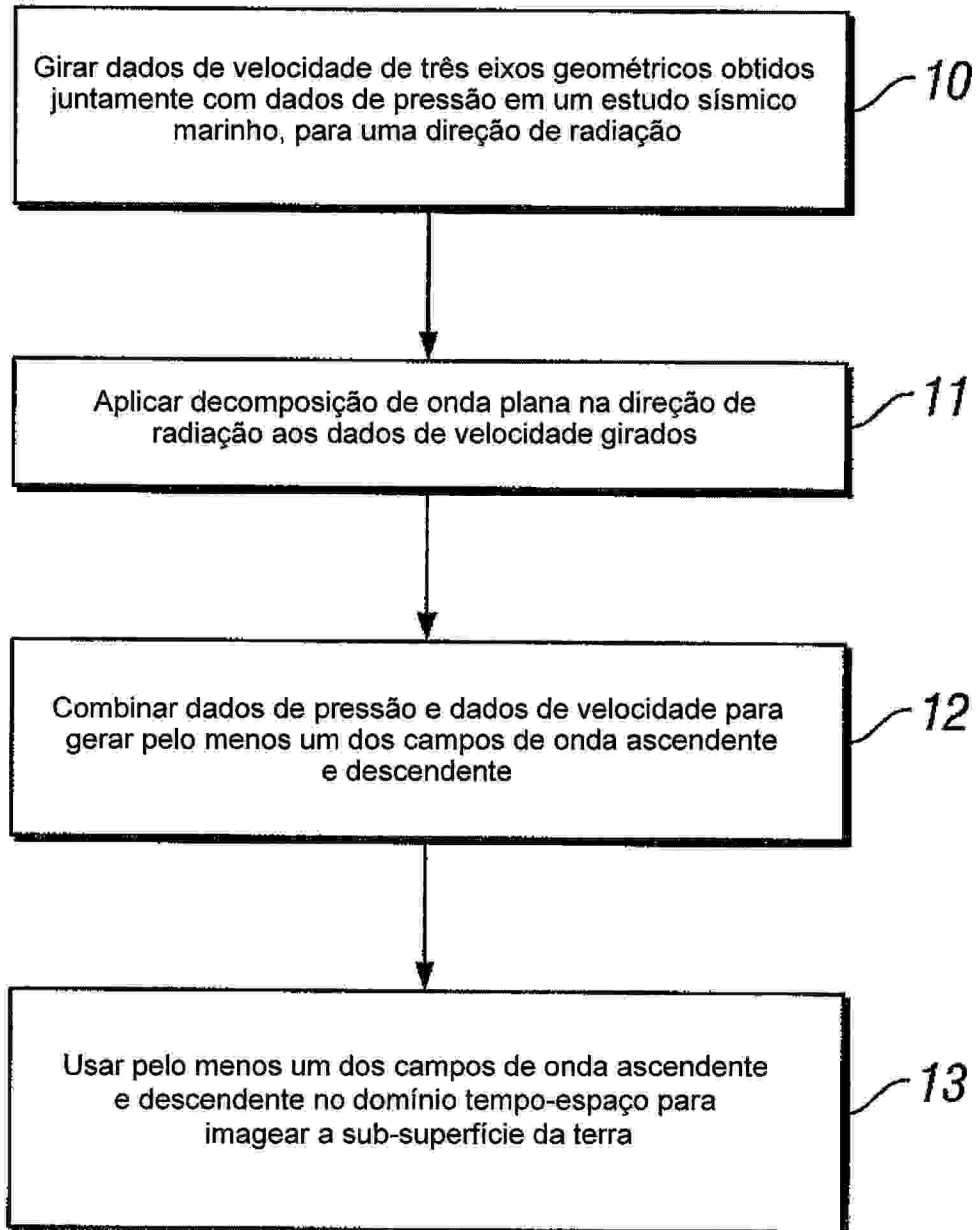 Girar dados de velocidade de três eixos geométricos obtidos
juntamente com dados de pressão em um estudo sísmico
marinho, para uma direção de radiação
10
Aplicar decomposição de onda plana na direção de
radiação aos dados de velocidade girados
11
Combinar dados de pressão e dados de velocidade para
gerar pelo menos um dos campos de onda ascendente
e descendente
12
Usar pelo menos um dos campos de onda ascendente
e descendente no domínio tempo-espaço para
imagear a sub-superfície da terra
13